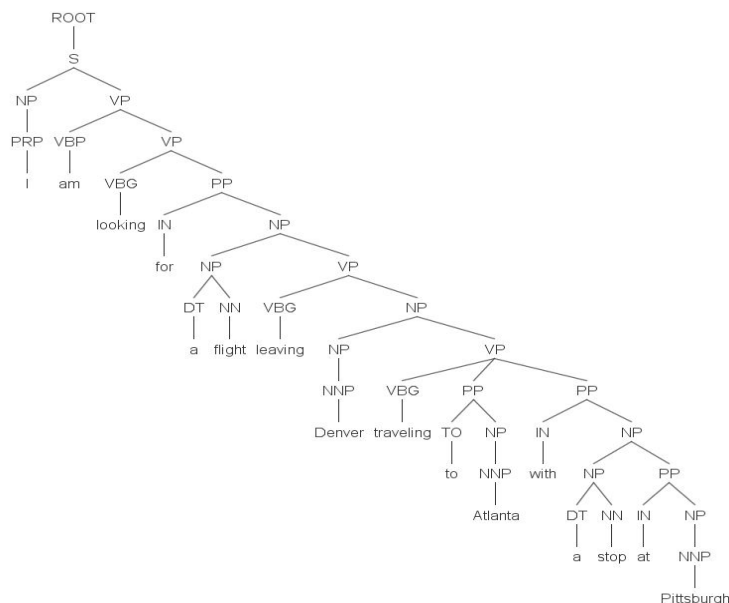 ROOT
S
NP VP
PRP VBP VP
I am VBG PP
looking IN NP
for NP VP
DT NN VBG NP
a flight leaving NP VP
NNP VBG PP PP
Denver traveling TO NP IN NP
to NNP with NP PP
Atlanta DT NN IN NP
a stop at NNP
Pittsburgh